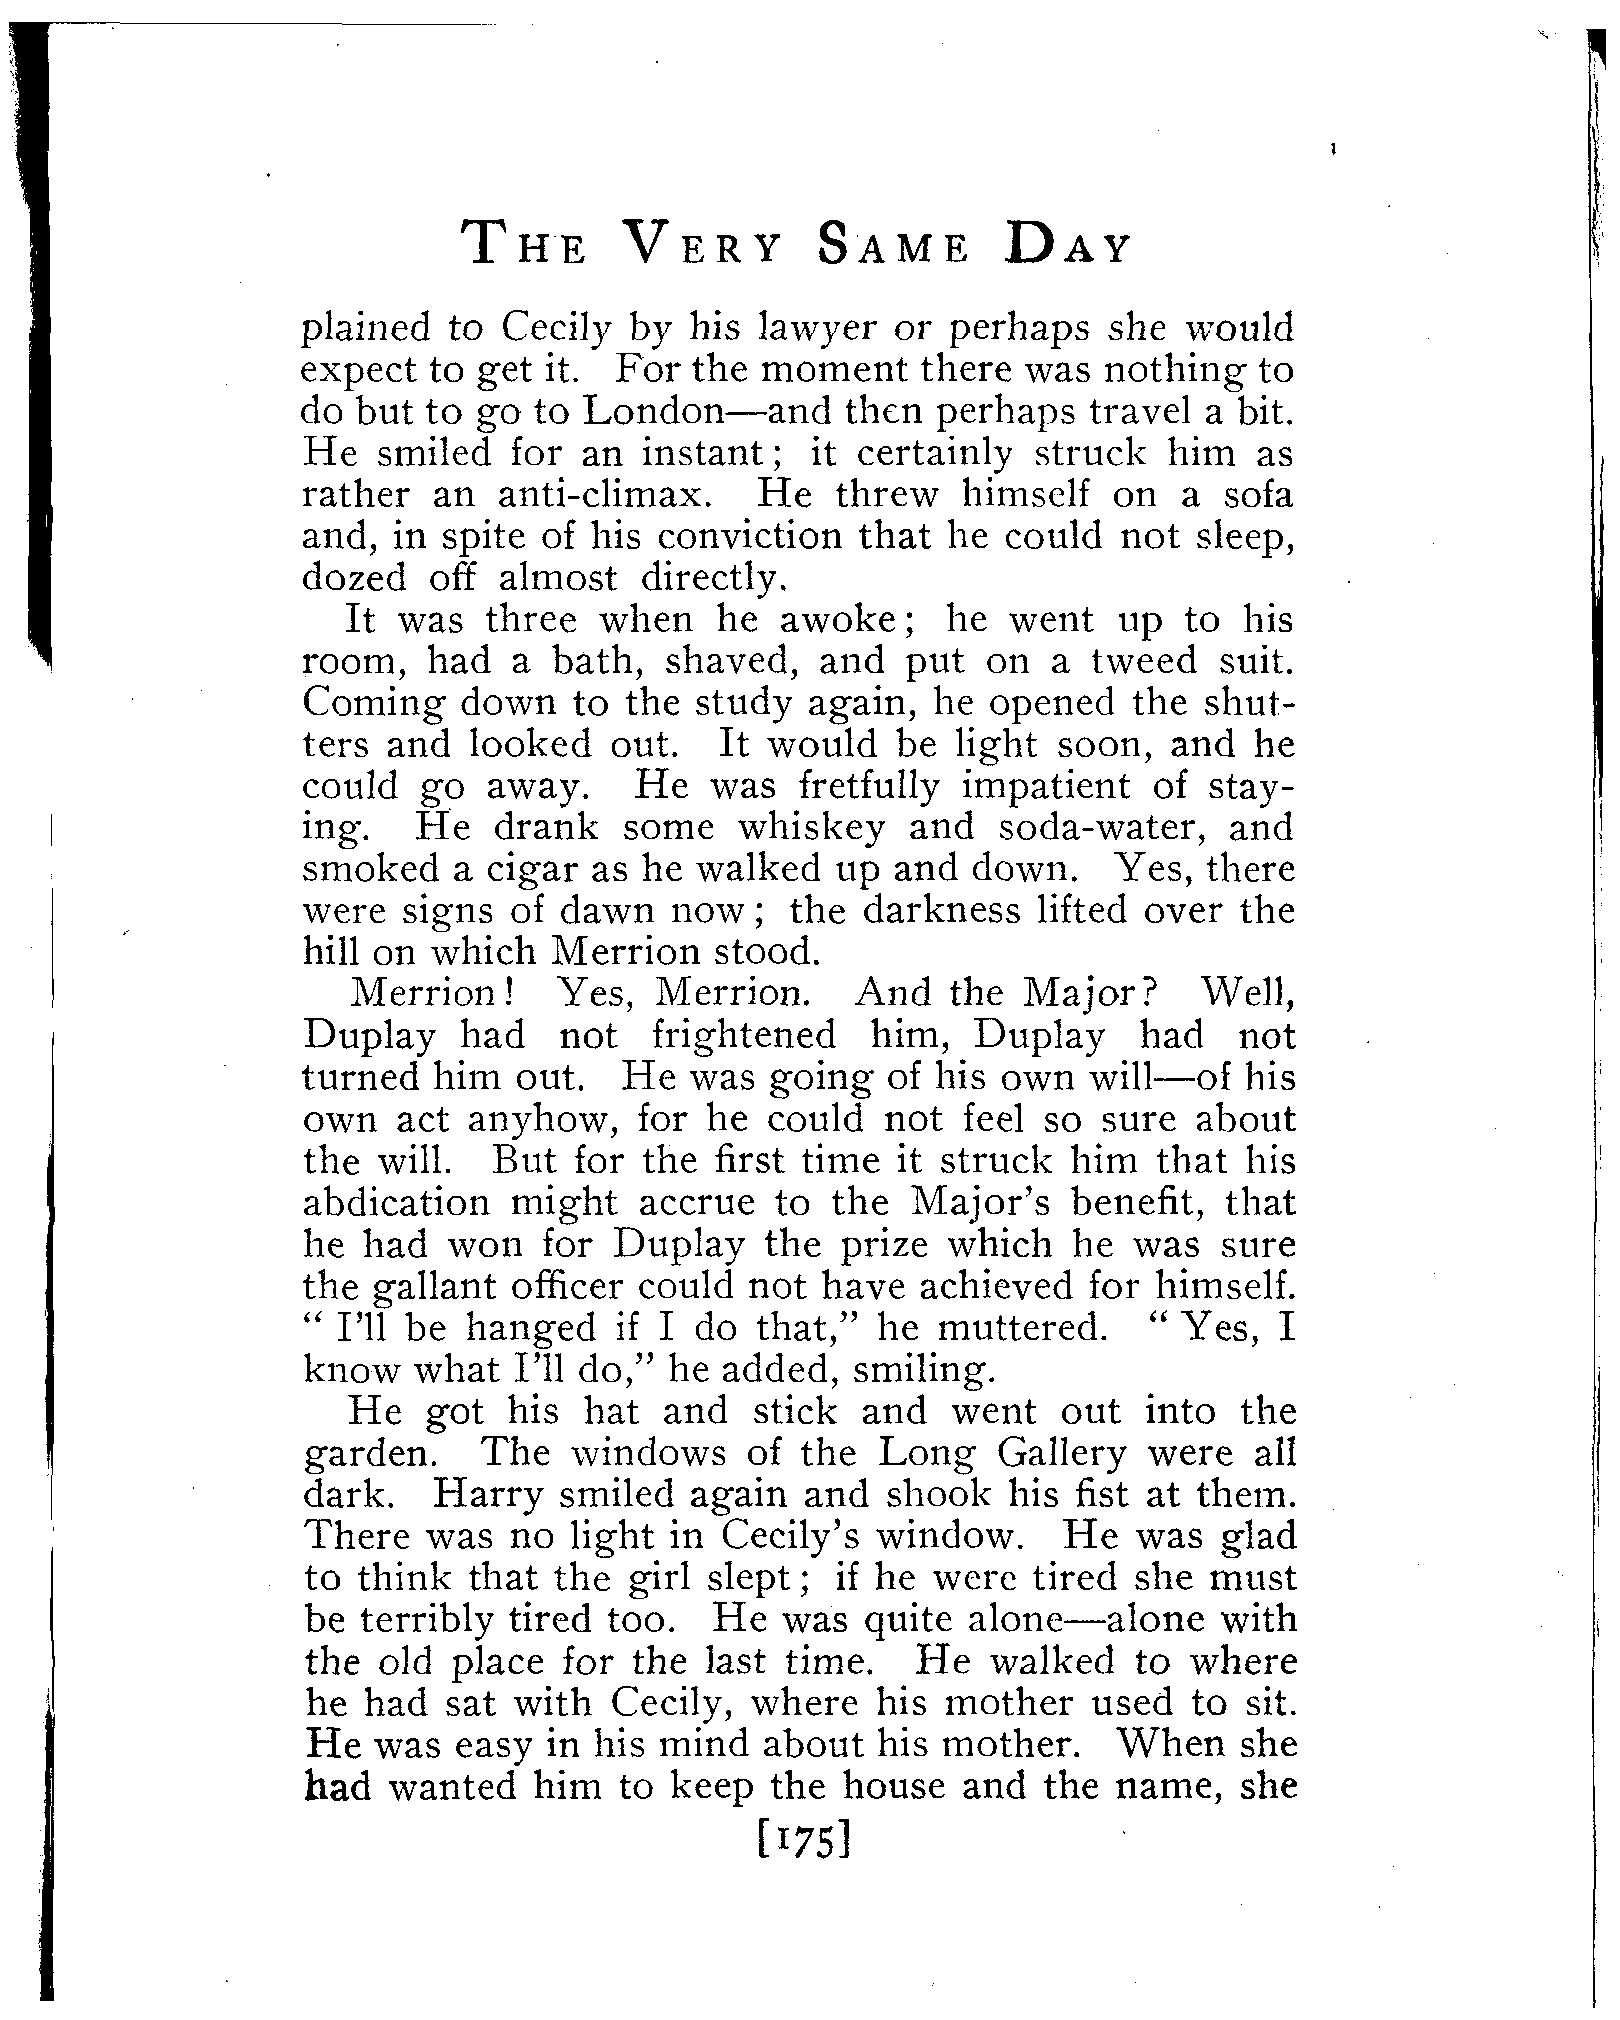 The Very Same Day
plained to Cecily by his lawyer or perhaps she would
expect to get it. For the moment there was nothing to
do but to go to London—and then perhaps travel a bit.
He smiled for an instant; it certainly struck him as
rather an anti-climax. He threw himself on a sofa
and, in spite of his conviction that he could not sleep,
dozed off almost directly.
It was three when he awoke; he went up to his
room, had a bath, shaved, and put on a tweed suit.
Coming down to the study again, he opened the shut-
ters and looked out. It would be light soon, and he
could go away. He was fretfully impatient of stay-
ing. He drank some whiskey and soda-water, and
smoked a cigar as he walked up and down. Yes, there
were signs of dawn now; the darkness lifted over the
hill on which Merrion stood.
Merrion! Yes, Merrion. And the Major? Well,
Duplay had not frightened him, Duplay had not
turned him out. He was going of his own will—of his
own act anyhow, for he could not feel so sure about
the will. But for the first time it struck him that his
abdication might accrue to the Major's benefit, that
he had won for Duplay the prize which he was sure
the gallant officer could not have achieved for himself.
" I'll be hanged if I do that," he muttered. " Yes, I
know what I'll do," he added, smiling.
He got his hat and stick and went out into the
garden. The windows of the Long Gallery were all
dark. Harry smiled again and shook his fist at them.
There was no light in Cecily's window. He was glad
to think that the girl slept; if he were tired she must
be terribly tired too. He was quite alone—alone with
the old place for the last time. He walked to where
he had sat with Cecily, where his mother used to sit.
He was easy in his mind about his mother. When she
had wanted him to keep the house and the name, she
[175]